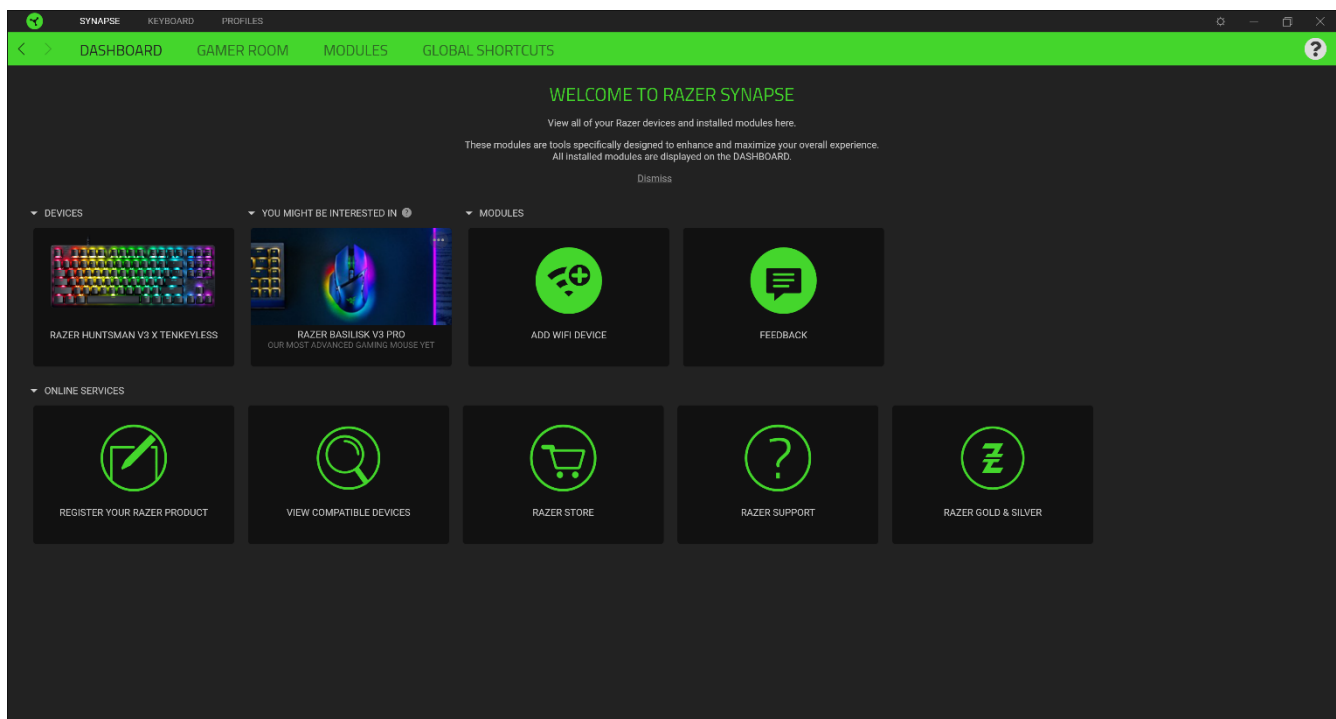 SYNAPSE KEYBOARD PROFILES
DASHBOARD GAMER ROOM MODULES GLOBAL SHORTCUTS ?
WELCOME TO RAZER SYNAPSE
View all of your Razer devices and installed modules here.
These modules are tools specifically designed to enhance and maximize your overall experience.
All installed modules are displayed on the DASHBOARD.
Dismiss
DEVICES
YOU MIGHT BE INTERESTED IN ?
MODULES
RAZER HUNTSMAN V3 X TENKEYLESS
RAZER BASILISK V3 PRO
OUR MOST ADVANCED GAMING MOUSE YET
ADD WIFI DEVICE
FEEDBACK
ONLINE SERVICES
REGISTER YOUR RAZER PRODUCT
VIEW COMPATIBLE DEVICES
RAZER STORE
RAZER SUPPORT
RAZER GOLD & SILVER